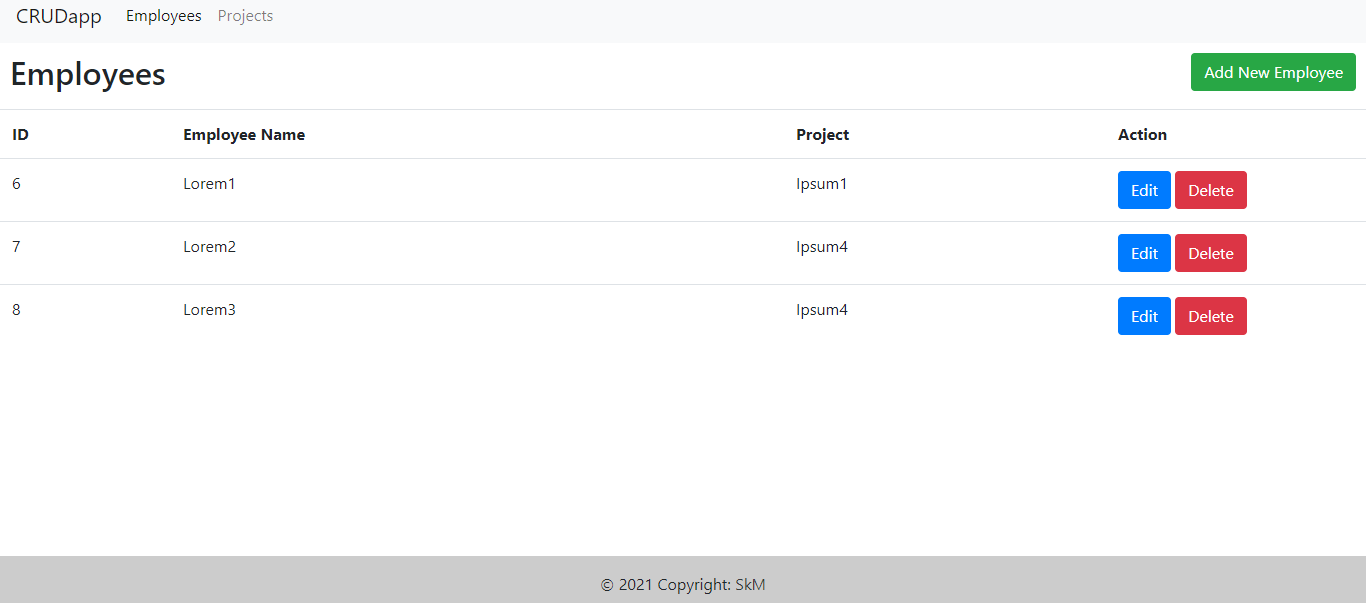 CRUDapp Employees Projects
Employees Add New Employee
ID Employee Name Project Action
6 Lorem1 Ipsum1 Edit Delete
7 Lorem2 Ipsum4 Edit Delete
8 Lorem3 Ipsum4 Edit Delete
© 2021 Copyright: SkM